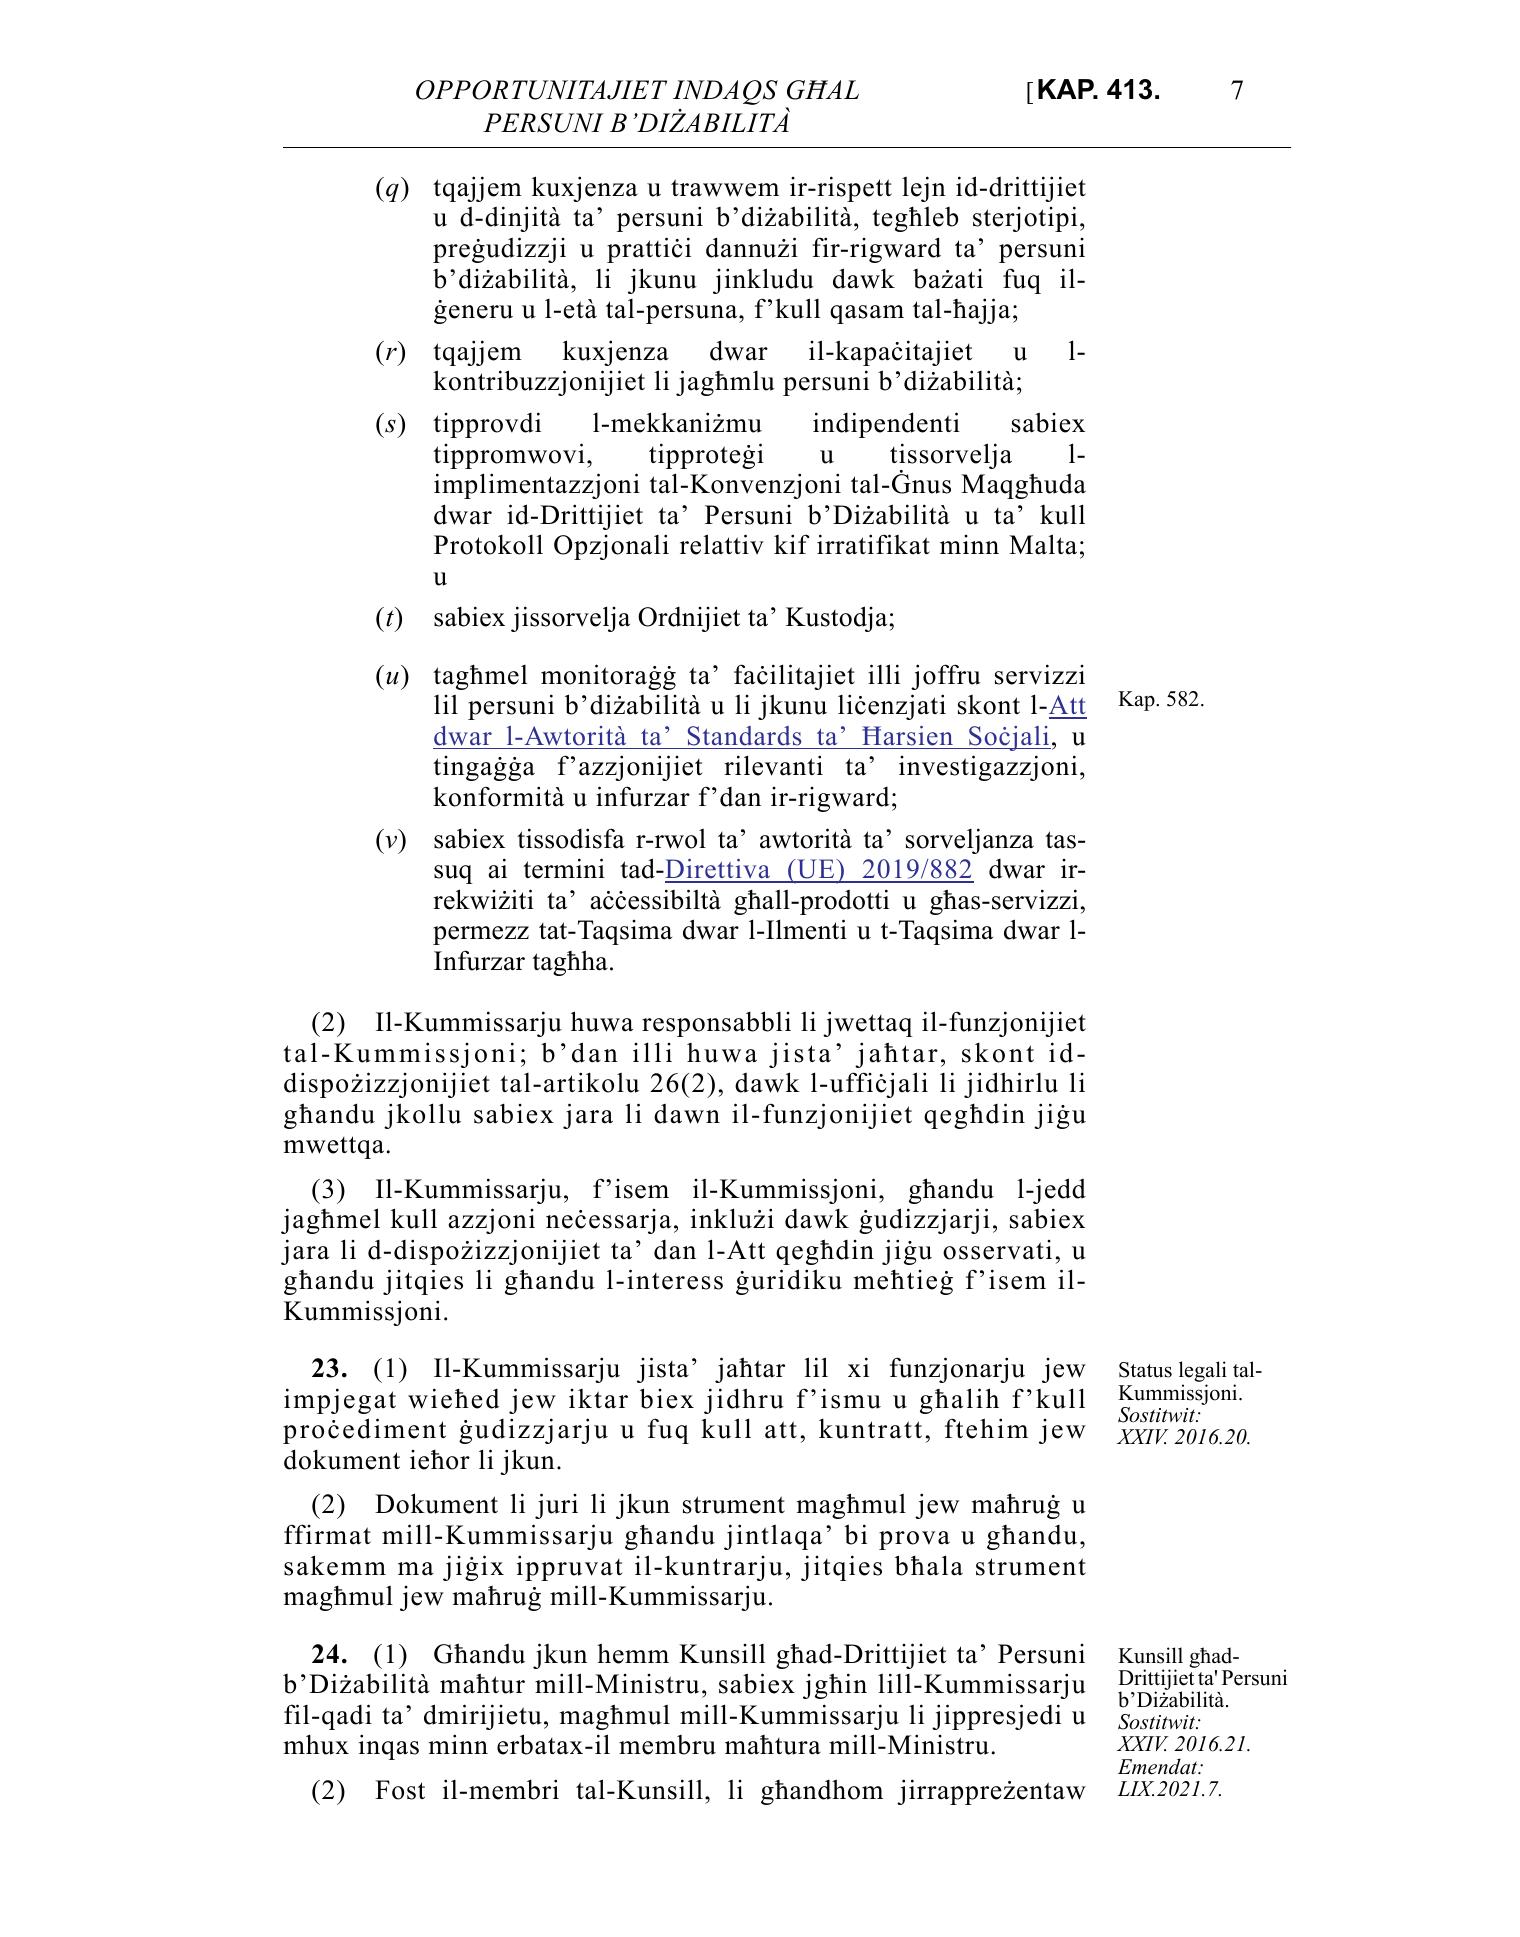 OPPORTUNITAJIET INDAQS GĦAL
PERSUNI B’DIŻABILITÀ
[KAP. 413. 7
(q) tqajjem kuxjenza u trawwem ir-rispett lejn id-drittijiet
u d-dinjità ta’ persuni b’diżabilità, tegħleb sterjotipi,
preġudizzji u prattiċi dannużi fir-rigward ta’ persuni
b’diżabilità, li jkunu jinkludu dawk bażati fuq il-
ġeneru u l-età tal-persuna, f’kull qasam tal-ħajja;
(r) tqajjem kuxjenza dwar il-kapaċitajiet u l-
kontribuzzjonijiet li jagħmlu persuni b’diżabilità;
(s) tipprovdi l-mekkaniżmu indipendenti sabiex
tippromwovi, tipproteġi u tissorvelja l-
implimentazzjoni tal-Konvenzjoni tal-Ġnus Maqgħuda
dwar id-Drittijiet ta’ Persuni b’Diżabilità u ta’ kull
Protokoll Opzjonali relattiv kif irratifikat minn Malta;
u
(t) sabiex jissorvelja Ordnijiet ta’ Kustodja;
(u) tagħmel monitoraġġ ta’ faċilitajiet illi joffru servizzi
lil persuni b’diżabilità u li jkunu liċenzjati skont l-Att
dwar l-Awtorità ta’ Standards ta’ Ħarsien Soċjali, u
tingaġġa f’azzjonijiet rilevanti ta’ investigazzjoni,
konformità u infurzar f’dan ir-rigward;
Kap. 582.
(v) sabiex tissodisfa r-rwol ta’ awtorità ta’ sorveljanza tas-
suq ai termini tad-Direttiva (UE) 2019/882 dwar ir-
rekwiżiti ta’ aċċessibiltà għall-prodotti u għas-servizzi,
permezz tat-Taqsima dwar l-Ilmenti u t-Taqsima dwar l-
Infurzar tagħha.
(2) Il-Kummissarju huwa responsabbli li jwettaq il-funzjonijiet
tal-Kummissjoni; b’dan illi huwa jista’ jaħtar, skont id-
dispożizzjonijiet tal-artikolu 26(2), dawk l-uffiċjali li jidhirlu li
għandu jkollu sabiex jara li dawn il-funzjonijiet qegħdin jiġu
mwettqa.
(3) Il-Kummissarju, f’isem il-Kummissjoni, għandu l-jedd
jagħmel kull azzjoni neċessarja, inklużi dawk ġudizzjarji, sabiex
jara li d-dispożizzjonijiet ta’ dan l-Att qegħdin jiġu osservati, u
għandu jitqies li għandu l-interess ġuridiku meħtieġ f’isem il-
Kummissjoni.
23. (1) Il-Kummissarju jista’ jaħtar lil xi funzjonarju jew
impjegat wieħed jew iktar biex jidhru f’ismu u għalih f’kull
proċediment ġudizzjarju u fuq kull att, kuntratt, ftehim jew
dokument ieħor li jkun.
Status legali tal-
Kummissjoni.
Sostitwit:
XXIV. 2016.20.
(2) Dokument li juri li jkun strument magħmul jew maħruġ u
ffirmat mill-Kummissarju għandu jintlaqa’ bi prova u għandu,
sakemm ma jiġix ippruvat il-kuntrarju, jitqies bħala strument
magħmul jew maħruġ mill-Kummissarju.
24. (1) Għandu jkun hemm Kunsill għad-Drittijiet ta’ Persuni
b’Diżabilità maħtur mill-Ministru, sabiex jgħin lill-Kummissarju
fil-qadi ta’ dmirijietu, magħmul mill-Kummissarju li jippresjedi u
mhux inqas minn erbatax-il membru maħtura mill-Ministru.
Kunsill għad-
Drittijiet ta' Persuni
b’Diżabilità.
Sostitwit:
XXIV. 2016.21.
Emendat:
LIX.2021.7.
(2) Fost il-membri tal-Kunsill, li għandhom jirrappreżentaw